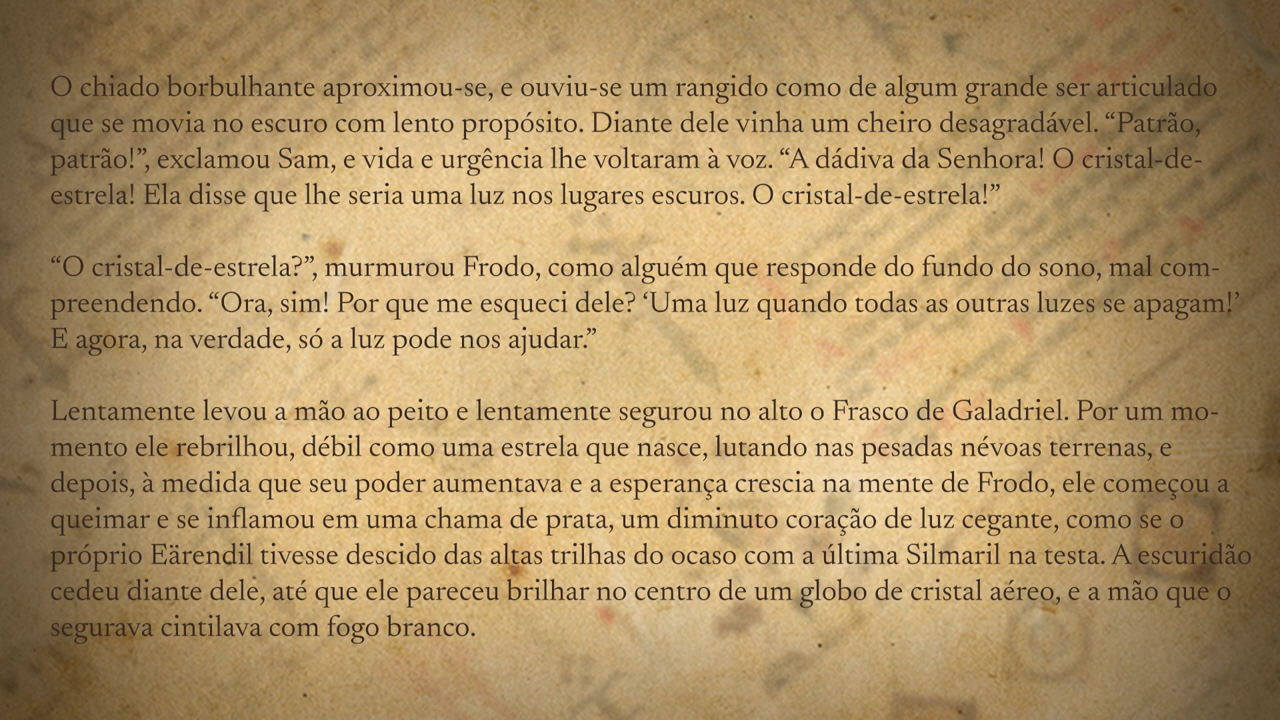 O chiado borbulhante aproximou-se, e ouviu-se um rangido como de algum grande ser articulado
que se movia no escuro com lento propósito. Diante dele vinha um cheiro desagradável. “Patrão,
patrão!”, exclamou Sam, e vida e urgência lhe voltaram à voz. “A dádiva da Senhora! O cristal-de-
estrela! Ela disse que lhe seria uma luz nos lugares escuros. O cristal-de-estrela!”
“O cristal-de-estrela?”, murmurou Frodo, como alguém que responde do fundo do sono, mal com-
preendendo. “Ora, sim! Por que me esqueci dele? ‘Uma luz quando todas as outras luzes se apagam!’
E agora, na verdade, só a luz pode nos ajudar.”
Lentamente levou a mão ao peito e lentamente segurou no alto o Frasco de Galadriel. Por um mo-
mento ele rebrilhou, débil como uma estrela que nasce, lutando nas pesadas névoas terrenas, e
depois, à medida que seu poder aumentava e a esperança crescia na mente de Frodo, ele começou a
queimar e se inflamou em uma chama de prata, um diminuto coração de luz cegante, como se o
próprio Eärendil tivesse descido das altas trilhas do ocaso com a última Silmaril na testa. A escuridão
cedeu diante dele, até que ele pareceu brilhar no centro de um globo de cristal aéreo, e a mão que o
segurava cintilava com fogo branco.